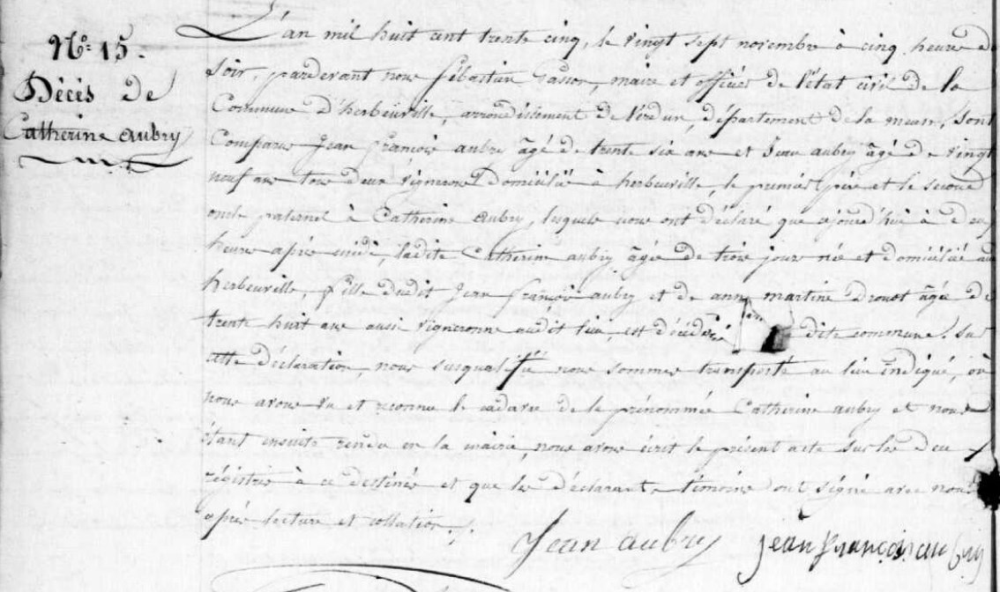 N.° 15.
Décès de
Catherine aubry
L'an mil huit cent trente cinq, le vingt sept novembre à cinq heures du
soir, pardevant nous Sébastien Gasson, maire et officier de l'état civil de la
Commune d'herbeuville, arrondissement de Verdun, département de la meuse, Sont
Comparus Jean François aubry âgé de trente six ans et Jean aubry âgé de vingt
neuf ans tous deux vignerons Domiciliés à herbeuville, le premier père et le second
oncle paternel à Catherine aubry, lesquels nous ont déclaré que aujourd'hui à deux
heures après midi, ladite Catherine aubry âgée de trois jours née et domiciliée au
herbeuville fille dudit Jean françois aubry et de anne martine Drouot âgée de
trente huit ans aussi vigneronne audit lieu, est décédée dite commune. Sur
cette déclaration, nous susqualifié nous sommes transporté au lieu indiqué, où
nous avons vu et reconnu le cadavre de la prénommée Catherine aubry et nous
étant ensuite rendu en la mairie, nous avons écrit le présent acte sur les deux
régistres à ce destinés et que les déclarants témoins ont signé avec nous
après lecture et collation ./.
Jean aubry jean françois aubry